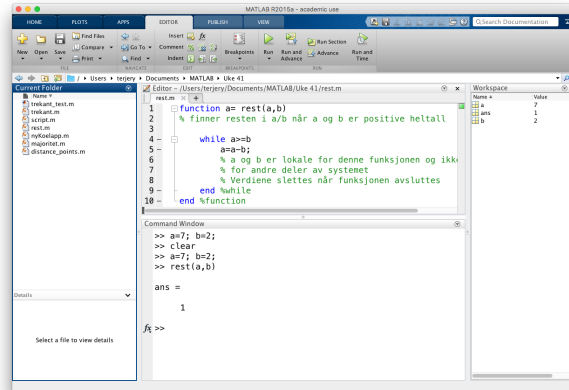 MATLAB R2015a - academic use
HOME PLOTS APPS EDITOR PUBLISH VIEW
Search Documentation
New Open Save Find Files Compare Print
Go To Find
Insert fx
Comment
Indent
Breakpoints
Run Run and Advance Run Section Advance Run and Time
FILE NAVIGATE EDIT BREAKPOINTS RUN
/ Users terjery Documents MATLAB Uke 41
Current Folder
Name
trekant_test.m
trekant.m
script.m
rest.m
nyKoelapp.m
majoritet.m
distance_points.m
Details
Select a file to view details
Editor - /Users/terjery/Documents/MATLAB/Uke 41/rest.m
rest.m
1 function a= rest(a,b)
2 % finner resten i a/b når a og b er positive heltall
3
4 - while a>=b
5 - a=a-b;
6 % a og b er lokale for denne funksjonen og ikke
7 % for andre deler av systemet
8 % Verdiene slettes når funksjonen avsluttes
9 - end %while
10 - end %function
Command Window
>> a=7; b=2;
>> clear
>> a=7; b=2;
>> rest(a,b)
ans =
1
fx >>
Workspace
Name Value
a 7
ans 1
b 2